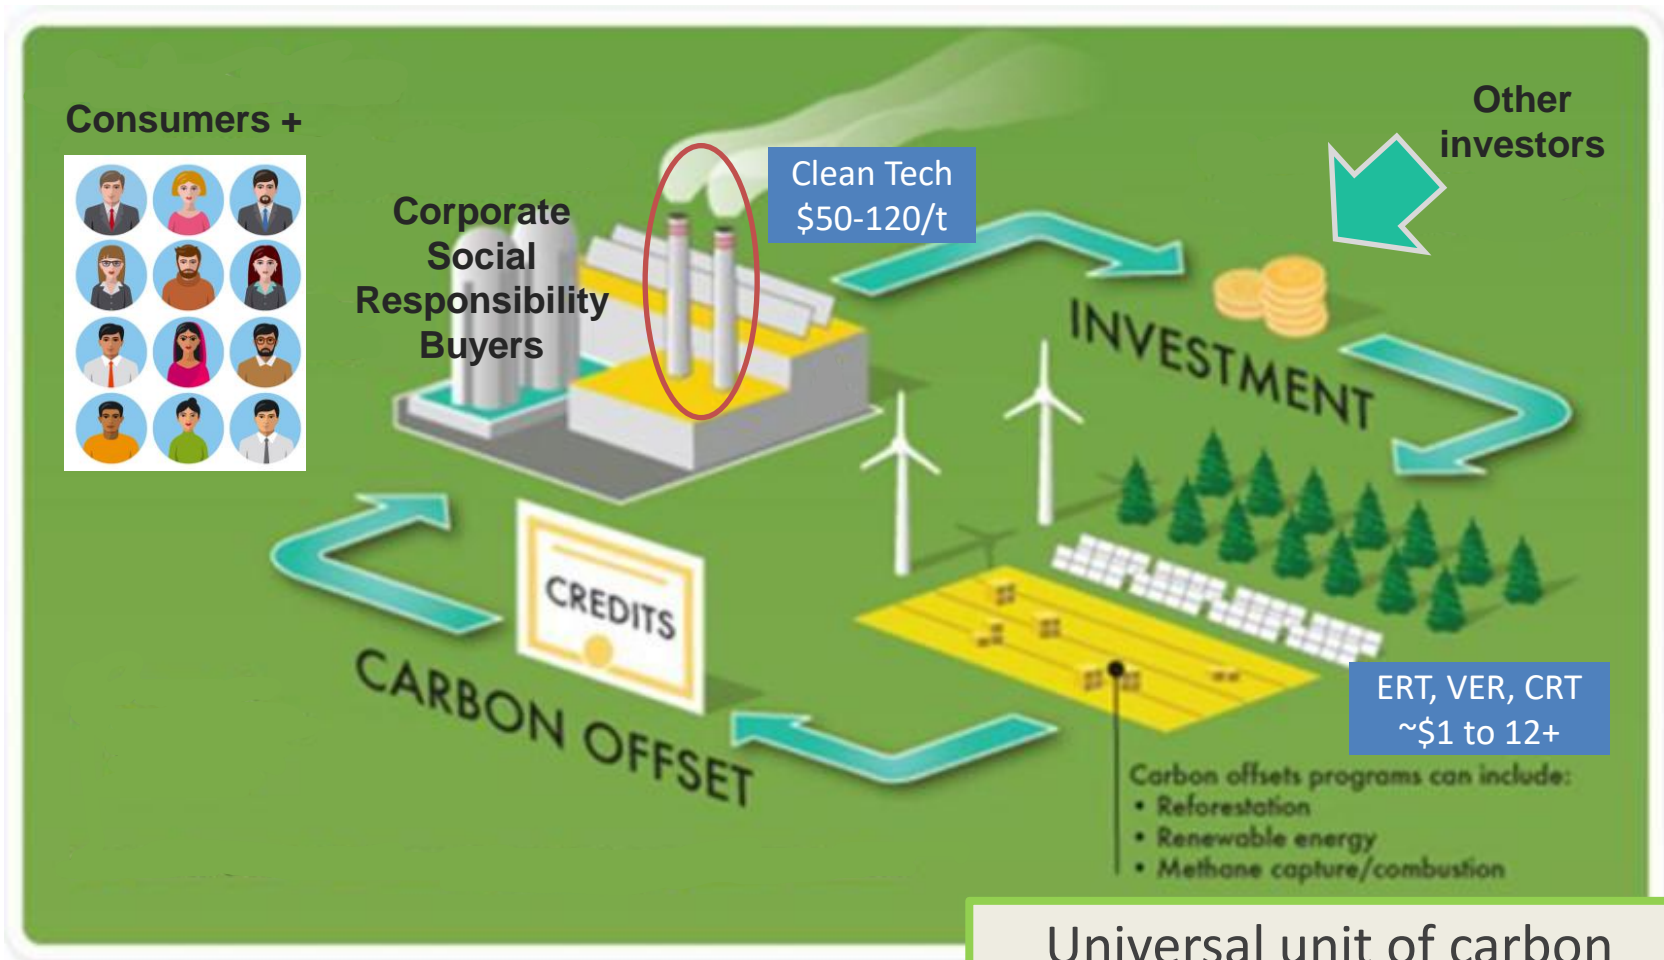 Consumers +
Corporate
Social
Responsibility
Buyers
Clean Tech
$50-120/t
Other
investors
INVESTMENT
CREDITS
CARBON OFFSET
ERT, VER, CRT
~$1 to 12+
Carbon offsets programs can include:
• Reforestation
• Renewable energy
• Methane capture/combustion
Universal unit of carbon